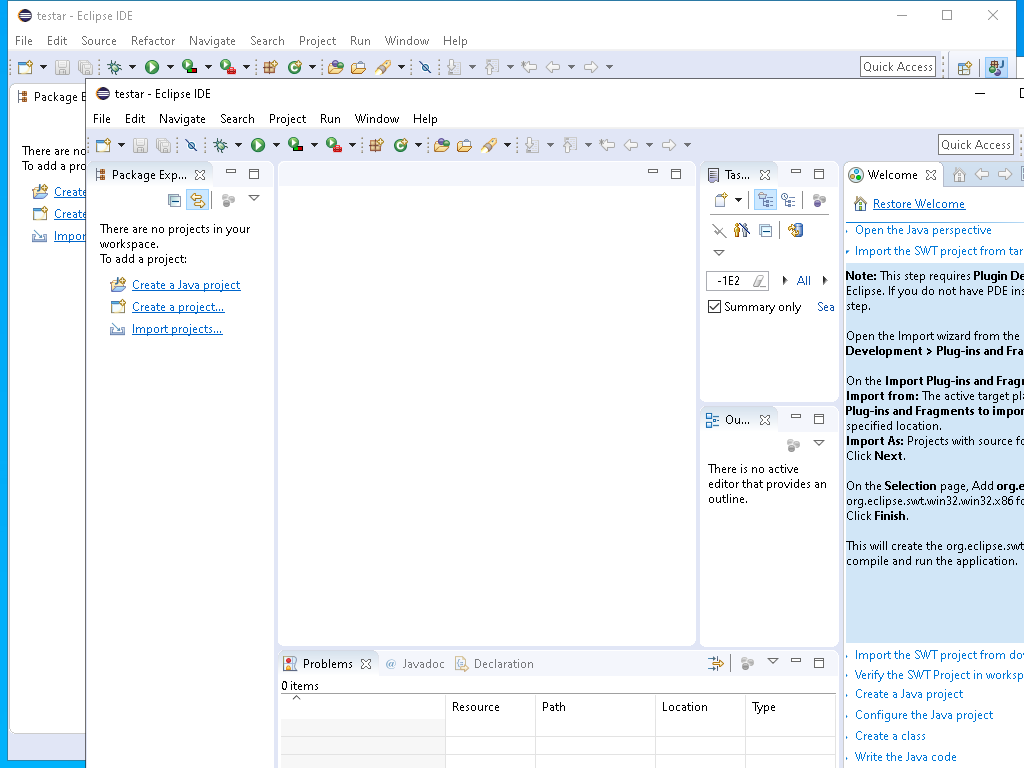 testar - Eclipse IDE
File Edit Source Refactor Navigate Search Project Run Window Help
Quick Access
Package E
There are no
To add a pro
Create
Create
Impor
testar - Eclipse IDE
File Edit Navigate Search Project Run Window Help
Quick Access
Package Exp...
There are no projects in your
workspace.
To add a project:
Create a Java project
Create a project...
Import projects...
Tas...
-1E2
All
Summary only
Sea
Ou...
There is no active
editor that provides an
outline.
Welcome
Restore Welcome
Open the Java perspective
Import the SWT project from tar
Note: This step requires Plugin De
Eclipse. If you do not have PDE ins
step.
Open the Import wizard from the
Development > Plug-ins and Fra
On the Import Plug-ins and Fragm
Import from: The active target pla
Plug-ins and Fragments to impor
specified location.
Import As: Projects with source fo
Click Next.
On the Selection page, Add org.e
org.eclipse.swt.win32.win32.x86 fo
Click Finish.
This will create the org.eclipse.swt
compile and run the application.
Import the SWT project from dov
Verify the SWT Project in worksp
Create a Java project
Configure the Java project
Create a class
Write the Java code
Problems
@ Javadoc
Declaration
0 items
Resource Path Location Type